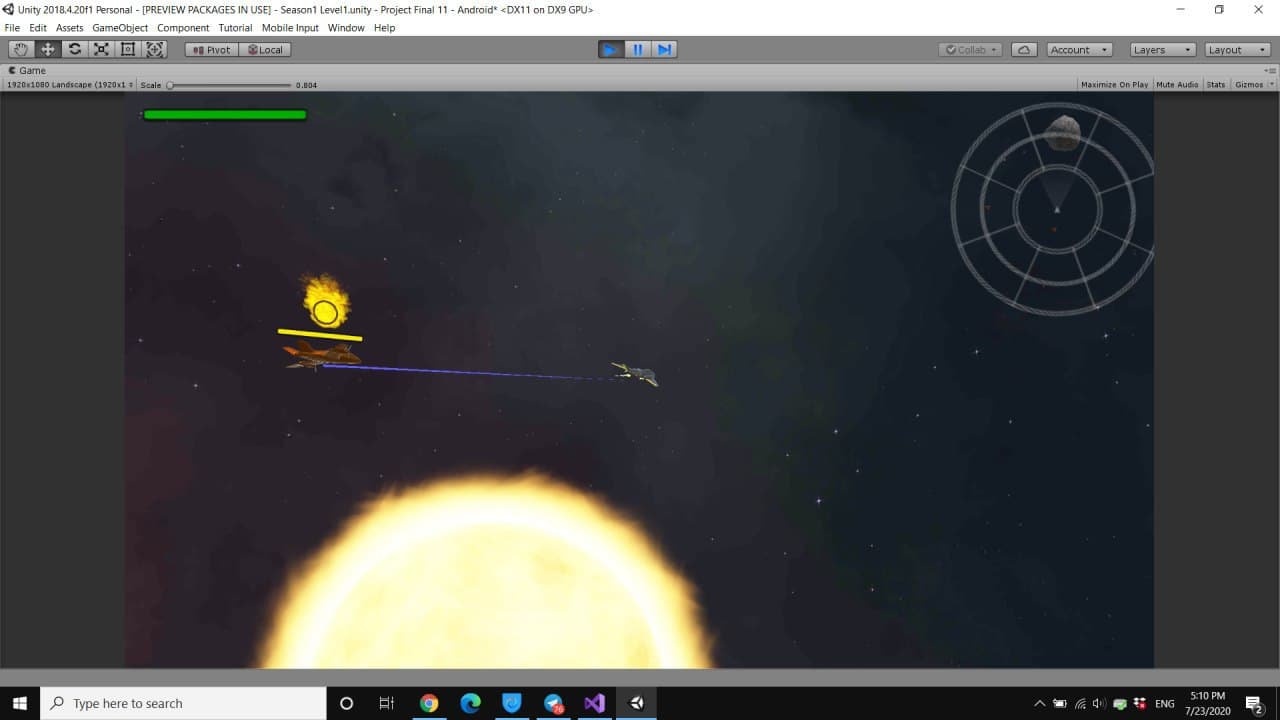 Unity 2018.4.20f1 Personal - [PREVIEW PACKAGES IN USE] - Season1 Level1.unity - Project Final 11 - Android* <DX11 on DX9 GPU>
File Edit Assets GameObject Component Tutorial Mobile Input Window Help
Pivot Local Collab Account Layers Layout
Game
1920x1080 Landscape (1920x1 Scale 0.804 Maximize On Play Mute Audio Stats Gizmos
Type here to search
76
ENG
5:10 PM
7/23/2020
2